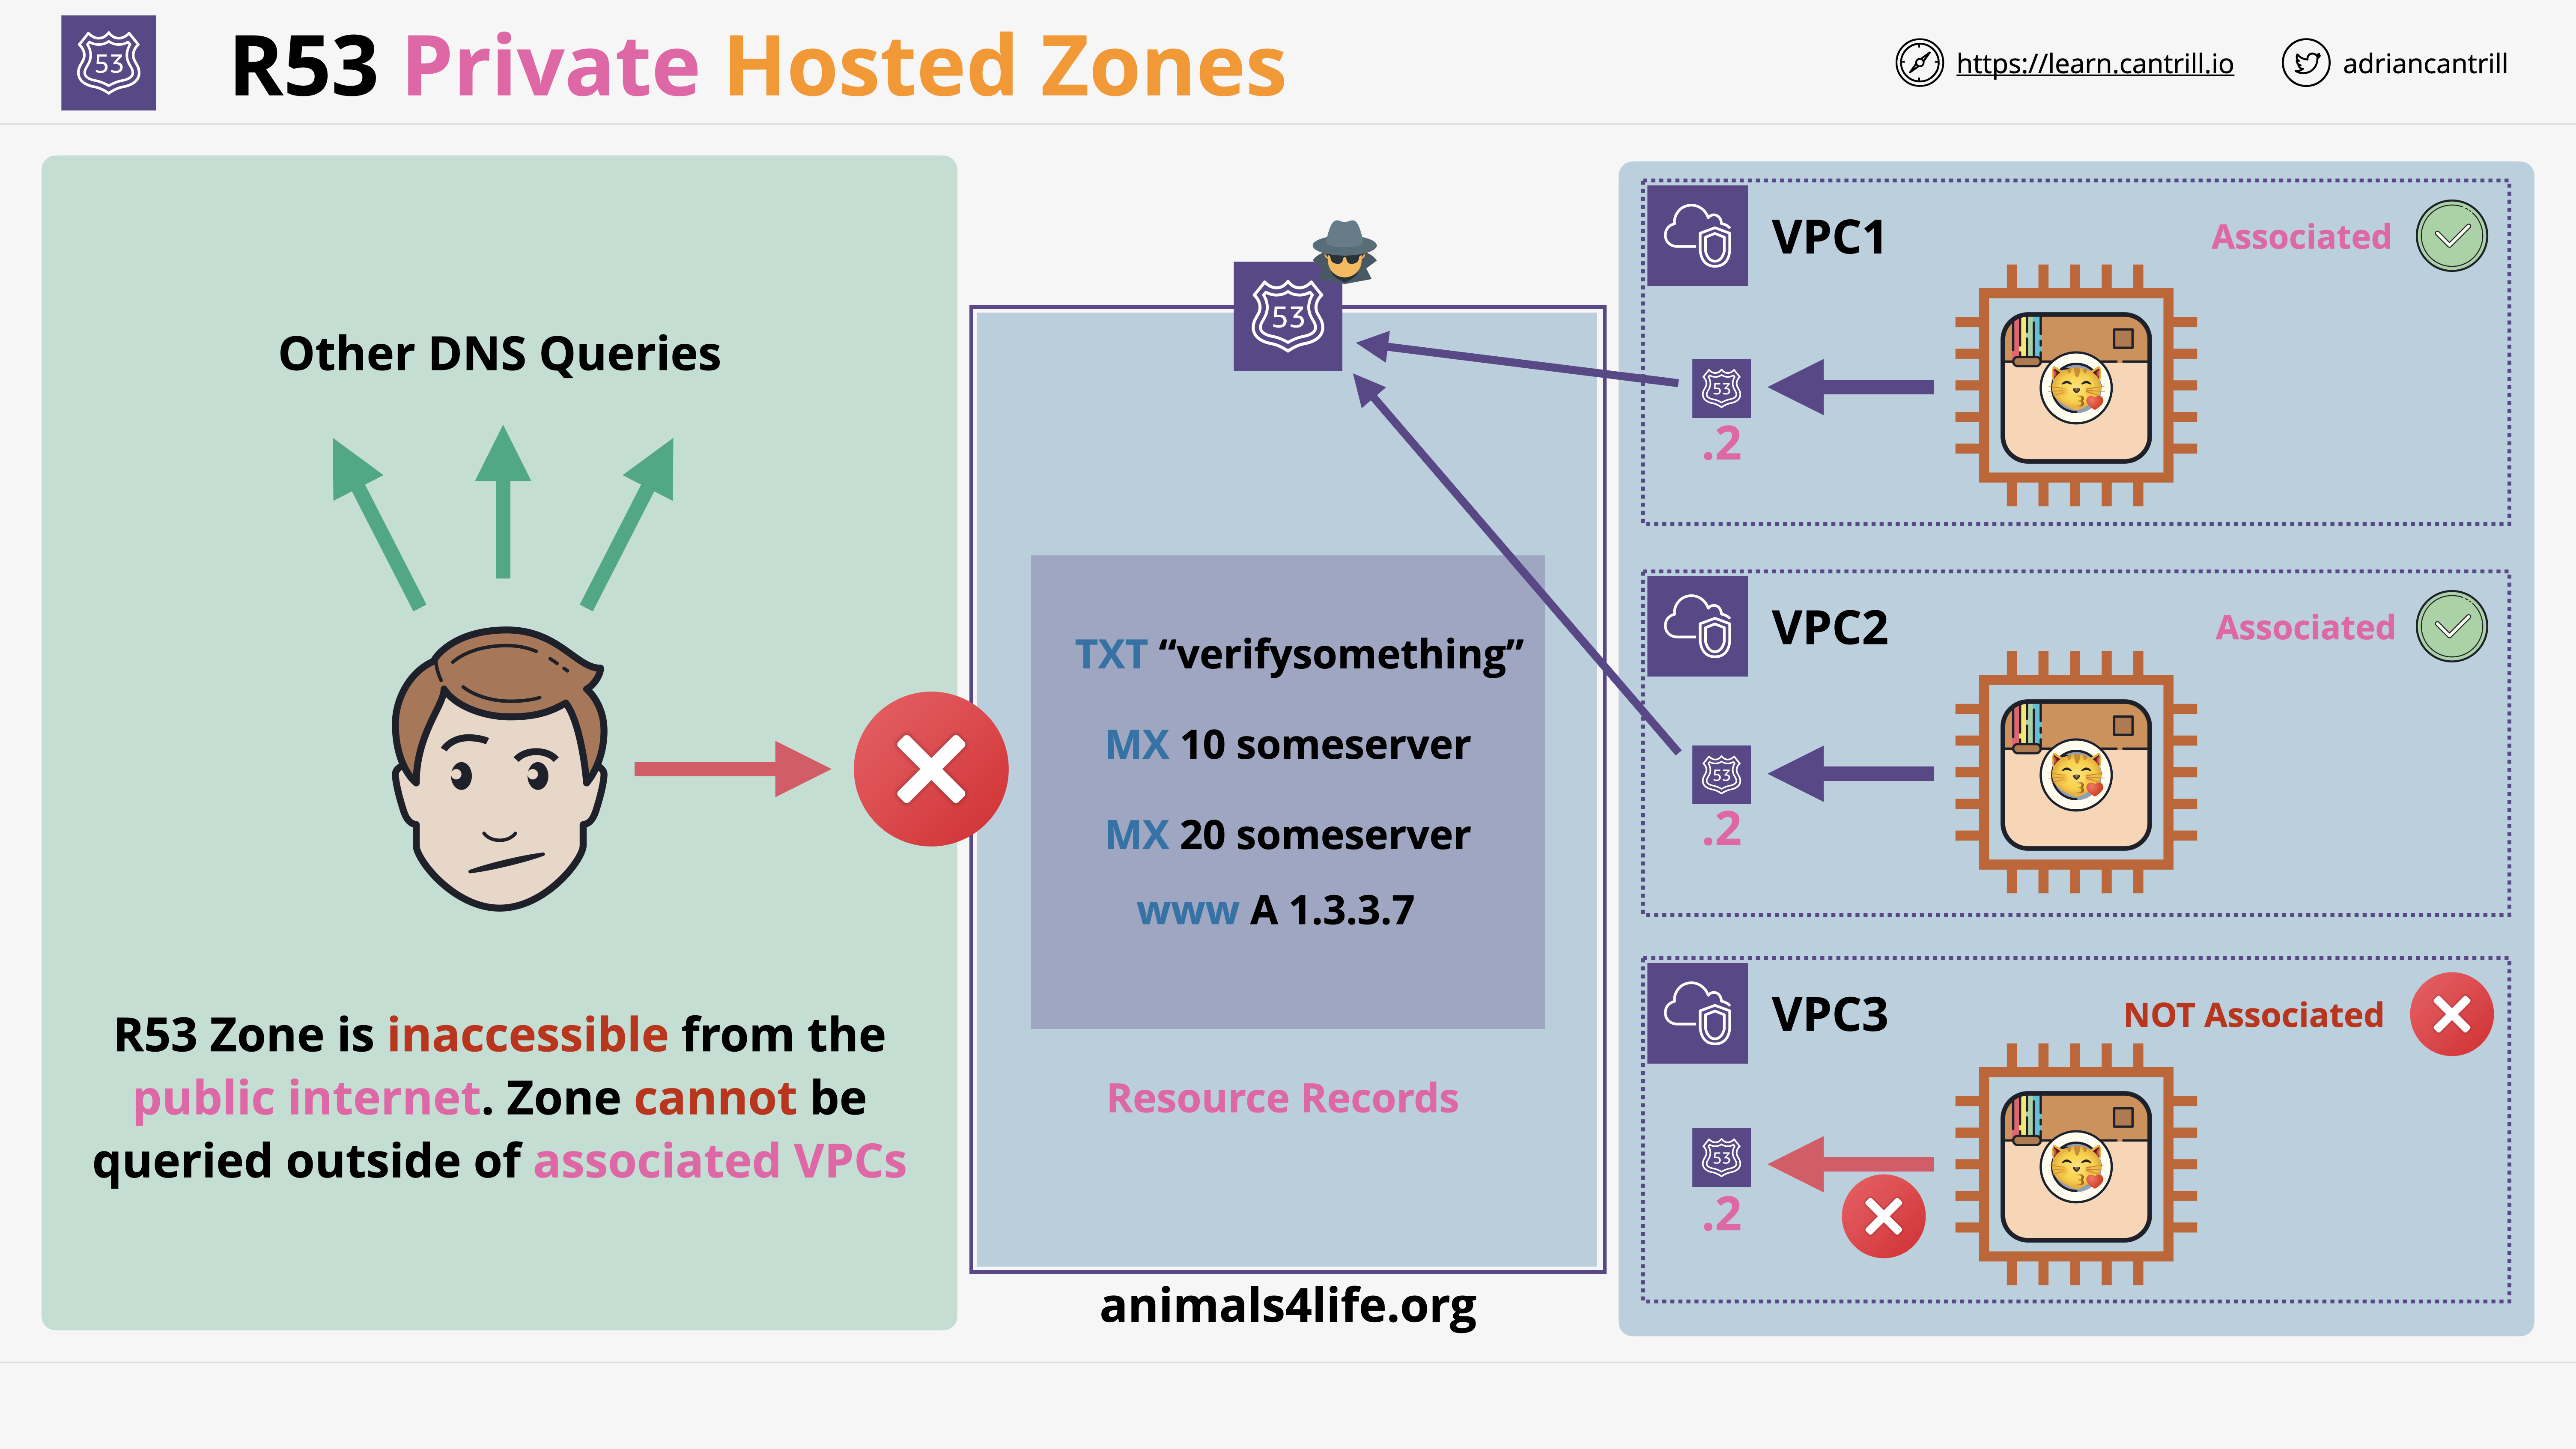 53
R53 Private Hosted Zones
https://learn.cantrill.io
adriancantrill
Other DNS Queries
R53 Zone is inaccessible from the
public internet. Zone cannot be
queried outside of associated VPCs
53
TXT “verifysomething”
MX 10 someserver
MX 20 someserver
www A 1.3.3.7
Resource Records
animals4life.org
VPC1
Associated
53
.2
VPC2
Associated
53
.2
VPC3
NOT Associated
53
.2